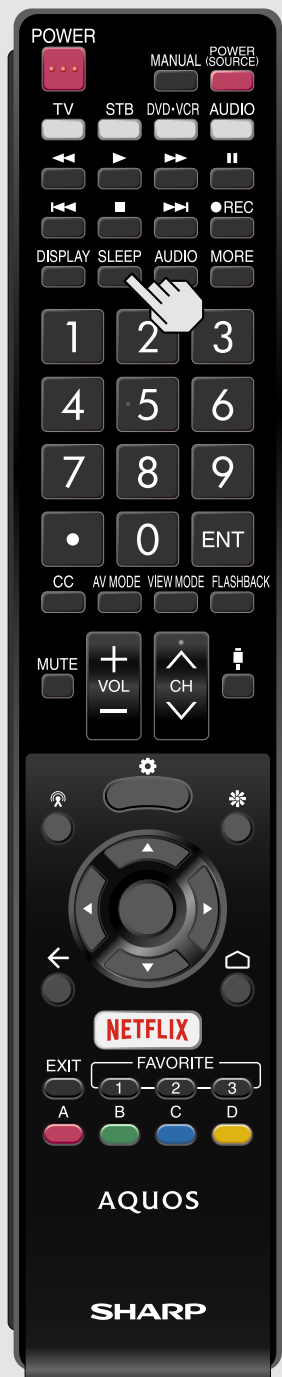 POWER
MANUAL POWER (SOURCE)
TV STB DVD•VCR AUDIO
●REC
DISPLAY SLEEP AUDIO MORE
1 2 3
4 5 6
7 8 9
• 0 ENT
CC AV MODE VIEW MODE FLASHBACK
MUTE + VOL − CH
NETFLIX
EXIT FAVORITE
1 2 3
A B C D
AQUOS
SHARP